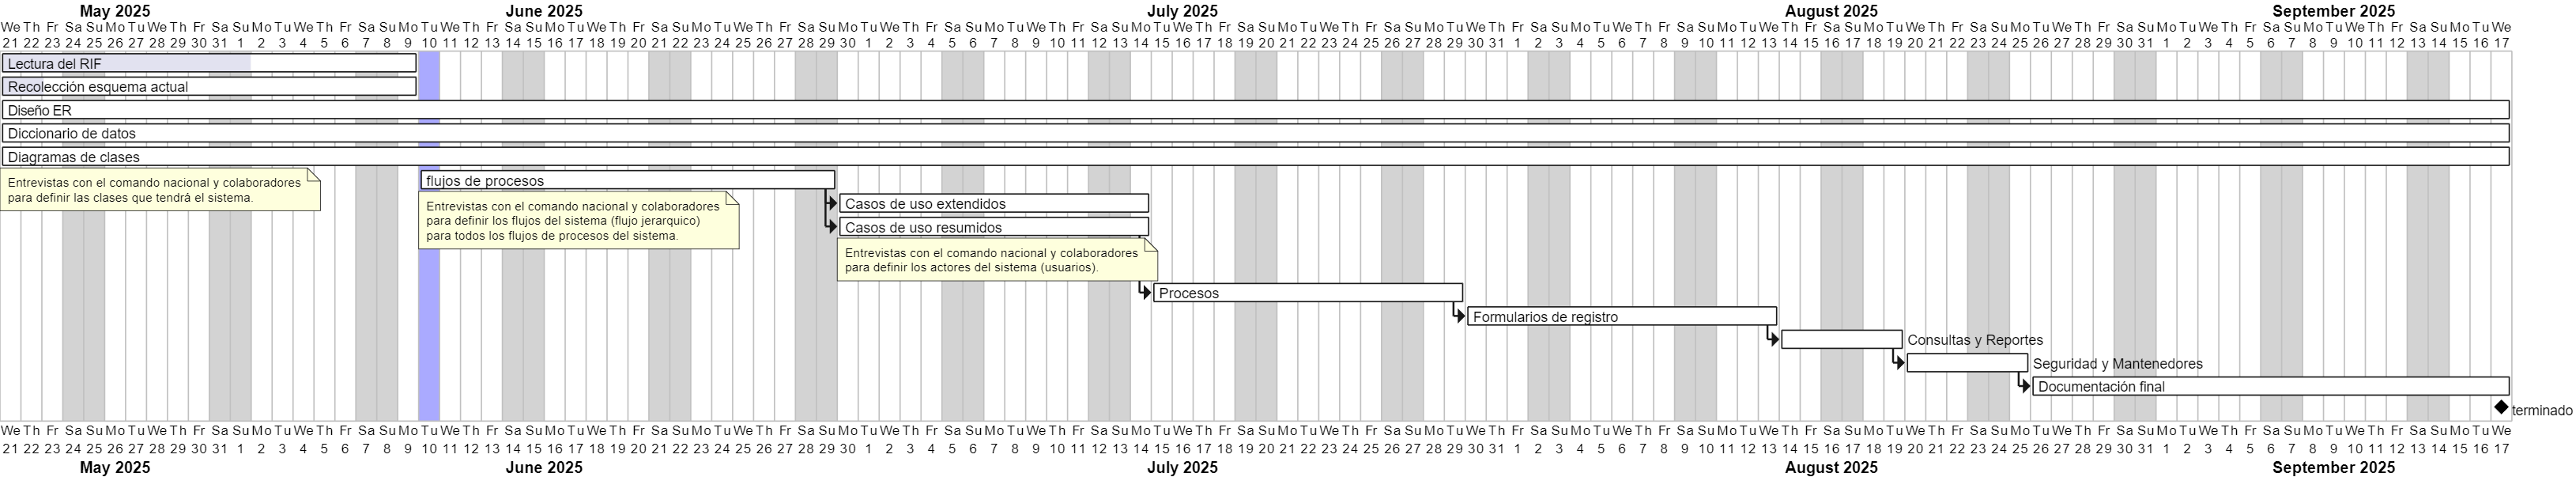 May 2025 June 2025 July 2025 August 2025 September 2025
We Th Fr Sa Su Mo Tu We Th Fr Sa Su Mo Tu We Th Fr Sa Su Mo Tu We Th Fr Sa Su Mo Tu We Th Fr Sa Su Mo Tu We Th Fr Sa Su Mo Tu We Th Fr Sa Su Mo Tu We Th Fr Sa Su Mo Tu We Th Fr Sa Su Mo Tu We Th Fr Sa Su Mo Tu We Th Fr Sa Su Mo Tu We Th Fr Sa Su Mo Tu We Th Fr Sa Su Mo Tu We Th Fr Sa Su Mo Tu We Th Fr Sa Su Mo Tu We Th Fr Sa Su Mo Tu We Th Fr Sa Su Mo Tu We
21 22 23 24 25 26 27 28 29 30 31 1 2 3 4 5 6 7 8 9 10 11 12 13 14 15 16 17 18 19 20 21 22 23 24 25 26 27 28 29 30 1 2 3 4 5 6 7 8 9 10 11 12 13 14 15 16 17 18 19 20 21 22 23 24 25 26 27 28 29 30 31 1 2 3 4 5 6 7 8 9 10 11 12 13 14 15 16 17 18 19 20 21 22 23 24 25 26 27 28 29 30 31 1 2 3 4 5 6 7 8 9 10 11 12 13 14 15 16 17
Lectura del RIF
Recolección esquema actual
Diseño ER
Diccionario de datos
Diagramas de clases
Entrevistas con el comando nacional y colaboradores
para definir las clases que tendrá el sistema.
flujos de procesos
Entrevistas con el comando nacional y colaboradores
para definir los flujos del sistema (flujo jerarquico)
para todos los flujos de procesos del sistema.
Casos de uso extendidos
Casos de uso resumidos
Entrevistas con el comando nacional y colaboradores
para definir los actores del sistema (usuarios).
Procesos
Formularios de registro
Consultas y Reportes
Seguridad y Mantenedores
Documentación final
terminado
We Th Fr Sa Su Mo Tu We Th Fr Sa Su Mo Tu We Th Fr Sa Su Mo Tu We Th Fr Sa Su Mo Tu We Th Fr Sa Su Mo Tu We Th Fr Sa Su Mo Tu We Th Fr Sa Su Mo Tu We Th Fr Sa Su Mo Tu We Th Fr Sa Su Mo Tu We Th Fr Sa Su Mo Tu We Th Fr Sa Su Mo Tu We Th Fr Sa Su Mo Tu We Th Fr Sa Su Mo Tu We Th Fr Sa Su Mo Tu We Th Fr Sa Su Mo Tu We Th Fr Sa Su Mo Tu We Th Fr Sa Su Mo Tu We
21 22 23 24 25 26 27 28 29 30 31 1 2 3 4 5 6 7 8 9 10 11 12 13 14 15 16 17 18 19 20 21 22 23 24 25 26 27 28 29 30 1 2 3 4 5 6 7 8 9 10 11 12 13 14 15 16 17 18 19 20 21 22 23 24 25 26 27 28 29 30 31 1 2 3 4 5 6 7 8 9 10 11 12 13 14 15 16 17 18 19 20 21 22 23 24 25 26 27 28 29 30 31 1 2 3 4 5 6 7 8 9 10 11 12 13 14 15 16 17
May 2025 June 2025 July 2025 August 2025 September 2025